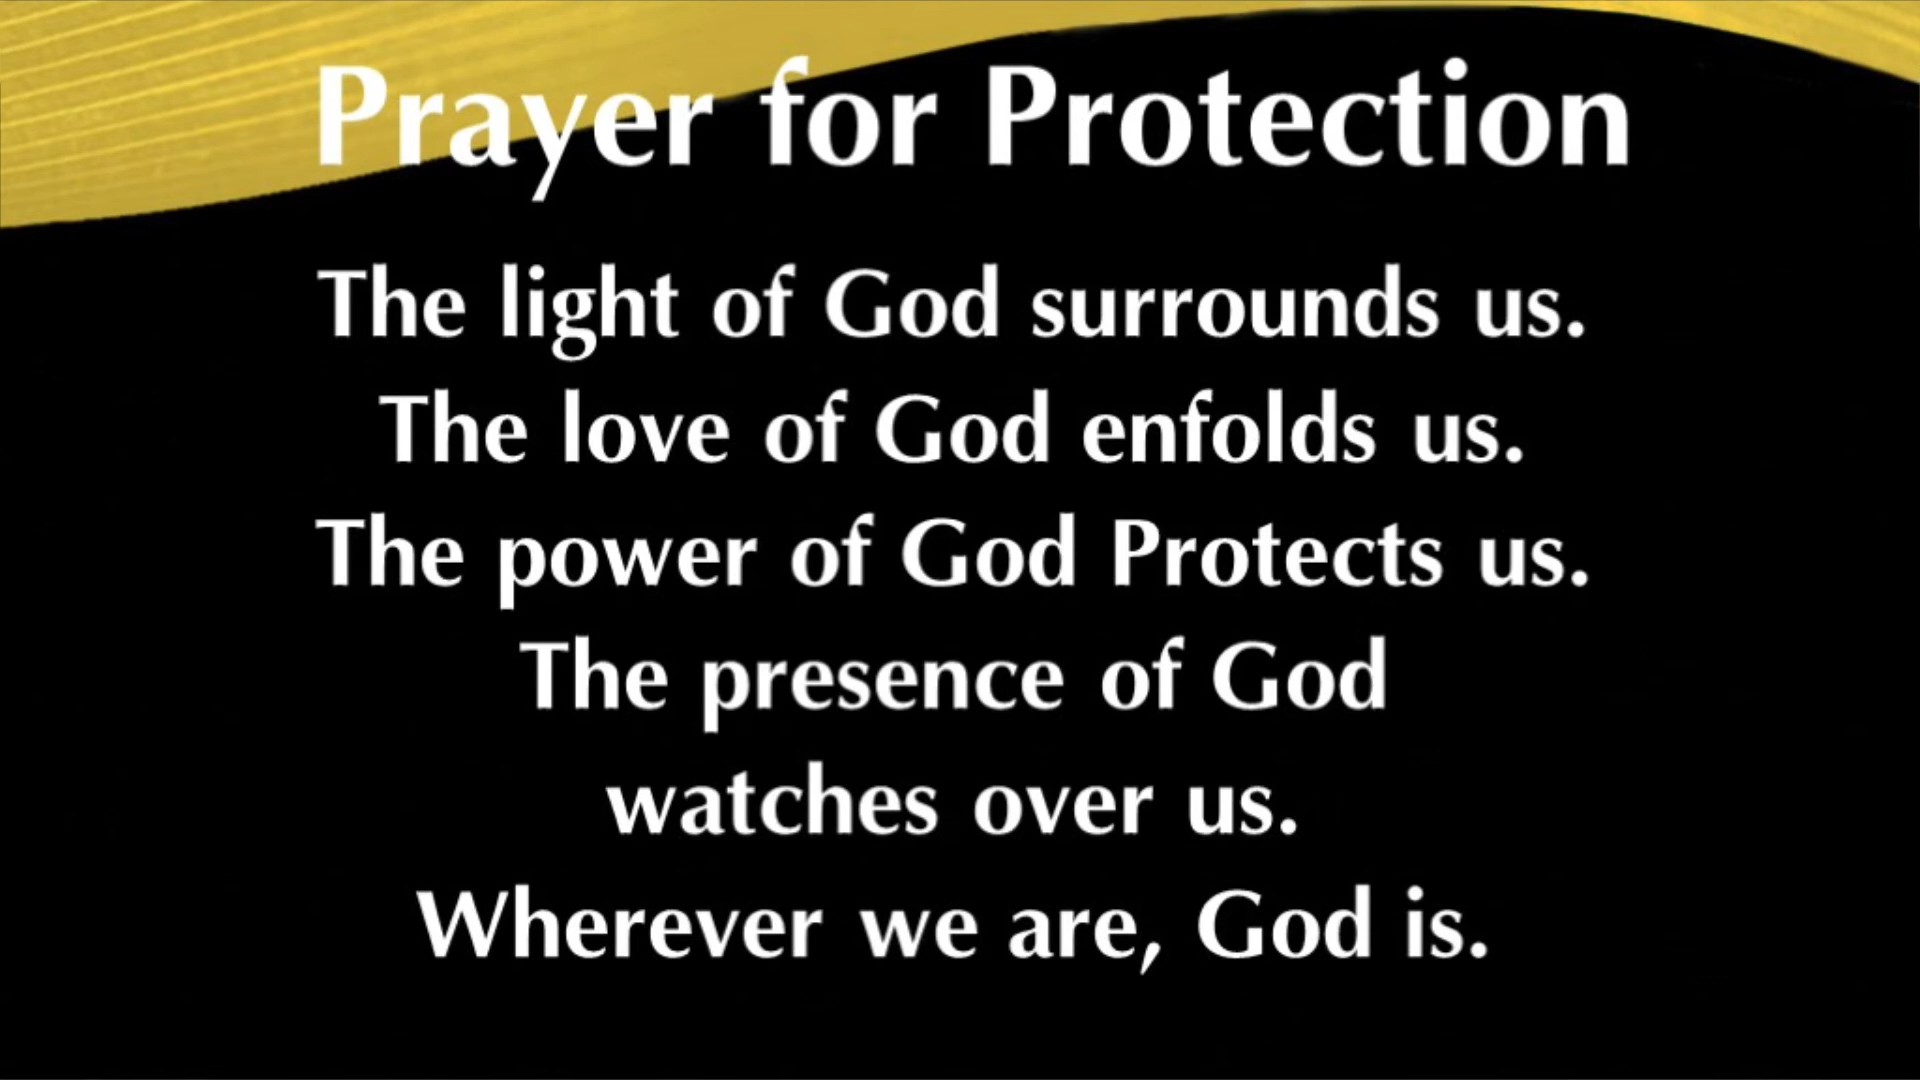 Prayer for Protection
The light of God surrounds us.
The love of God enfolds us.
The power of God Protects us.
The presence of God
watches over us.
Wherever we are, God is.